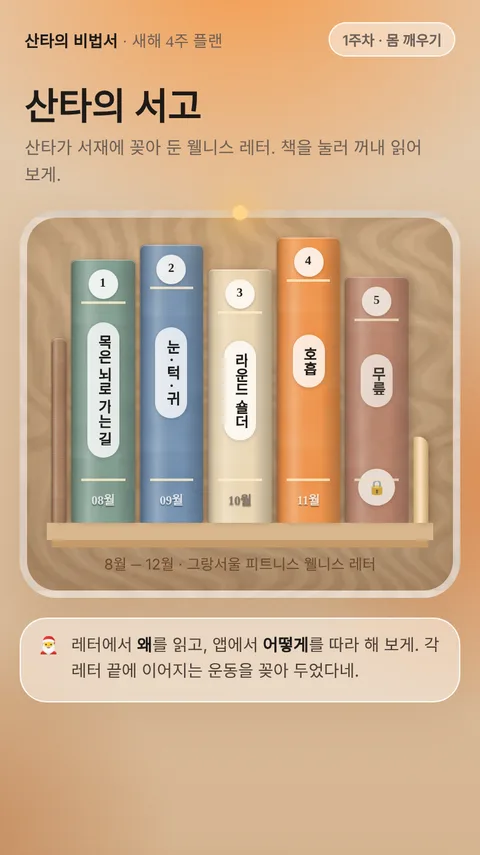 산타의 비법서 · 새해 4주 플랜
1주차 · 몸 깨우기
산타의 서고
산타가 서재에 꽂아 둔 웰니스 레터. 책을 눌러 꺼내 읽어
보게.
1
목은 뇌로 가는 길
08월
2
눈·턱·귀
09월
3
라운드 숄더
10월
4
호흡
11월
5
무릎
8월 — 12월 · 그랑서울 피트니스 웰니스 레터
레터에서 왜를 읽고, 앱에서 어떻게를 따라 해 보게. 각
레터 끝에 이어지는 운동을 꽂아 두었다네.